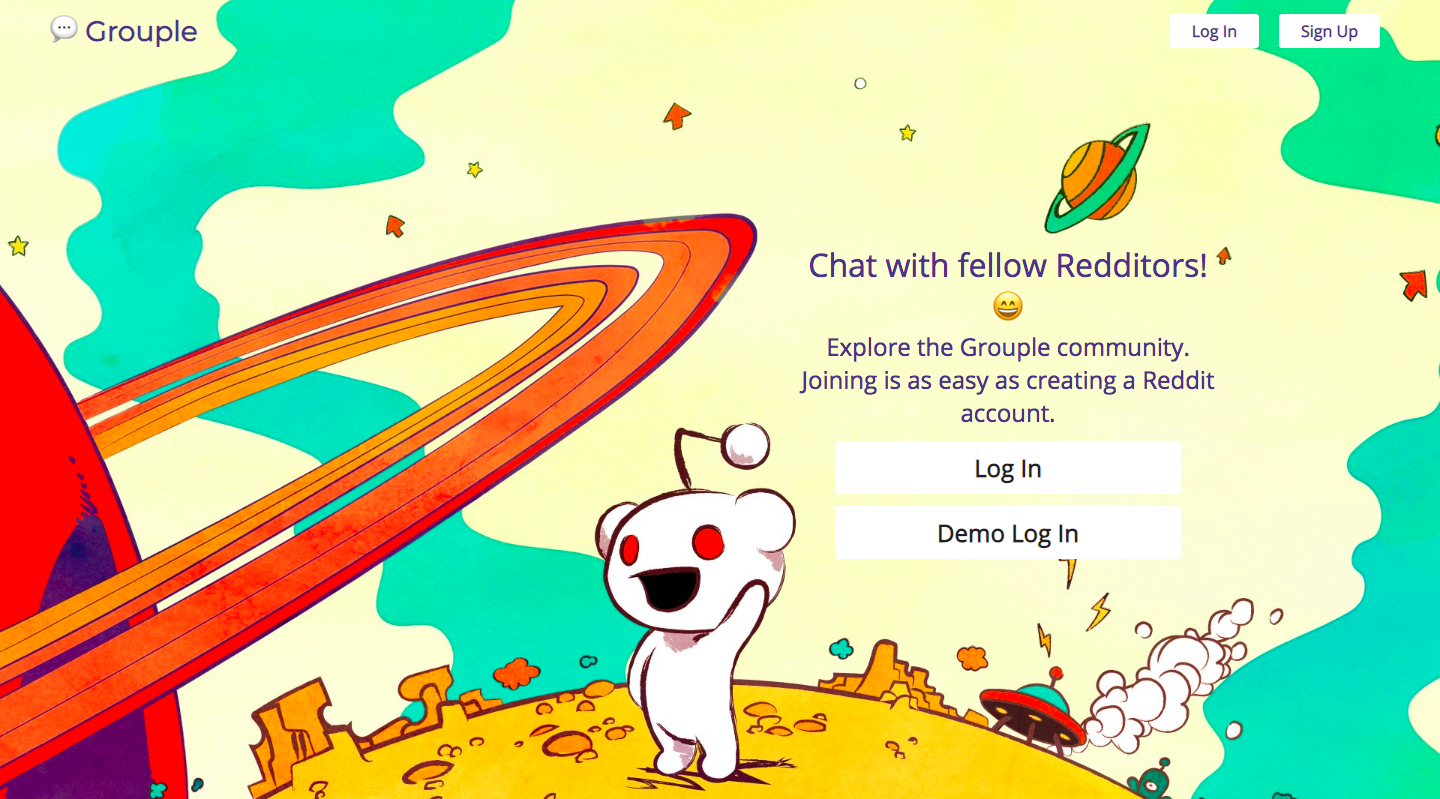 Grouple
Log In
Sign Up
Chat with fellow Redditors!
Explore the Grouple community.
Joining is as easy as creating a Reddit
account.
Log In
Demo Log In